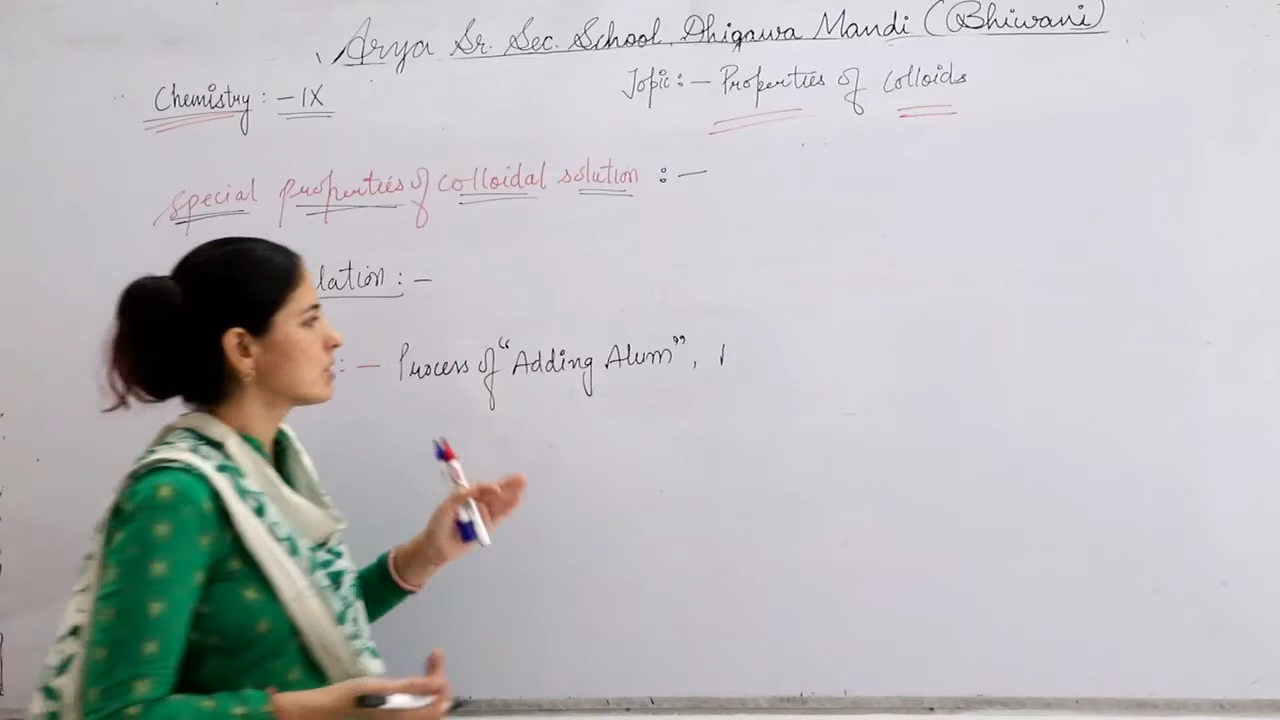 Arya Sr. Sec. School, Dhigawa Mandi (Bhiwani)
Chemistry : - IX
Topic : - Properties of Colloids
special properties of colloidal solution : -
lation : -
: - Process of "Adding Alum",